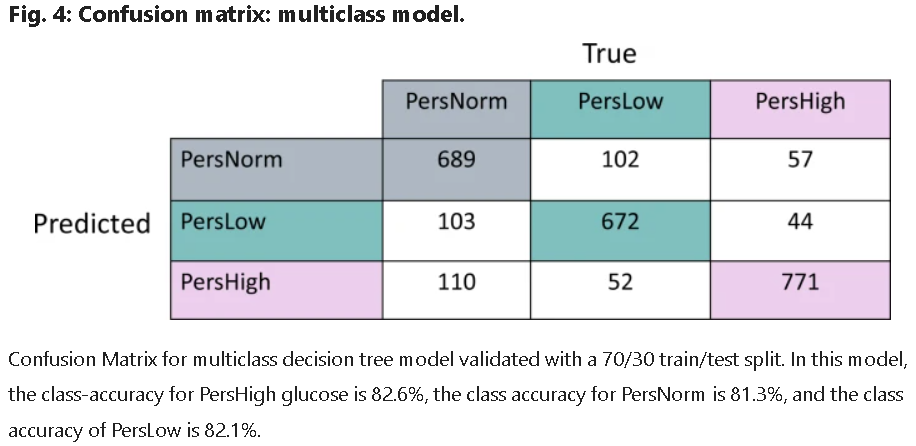 Fig. 4: Confusion matrix: multiclass model.
True
PersNorm PersLow PersHigh
PersNorm 689 102 57
Predicted PersLow 103 672 44
PersHigh 110 52 771
Confusion Matrix for multiclass decision tree model validated with a 70/30 train/test split. In this model,
the class-accuracy for PersHigh glucose is 82.6%, the class accuracy for PersNorm is 81.3%, and the class
accuracy of PersLow is 82.1%.